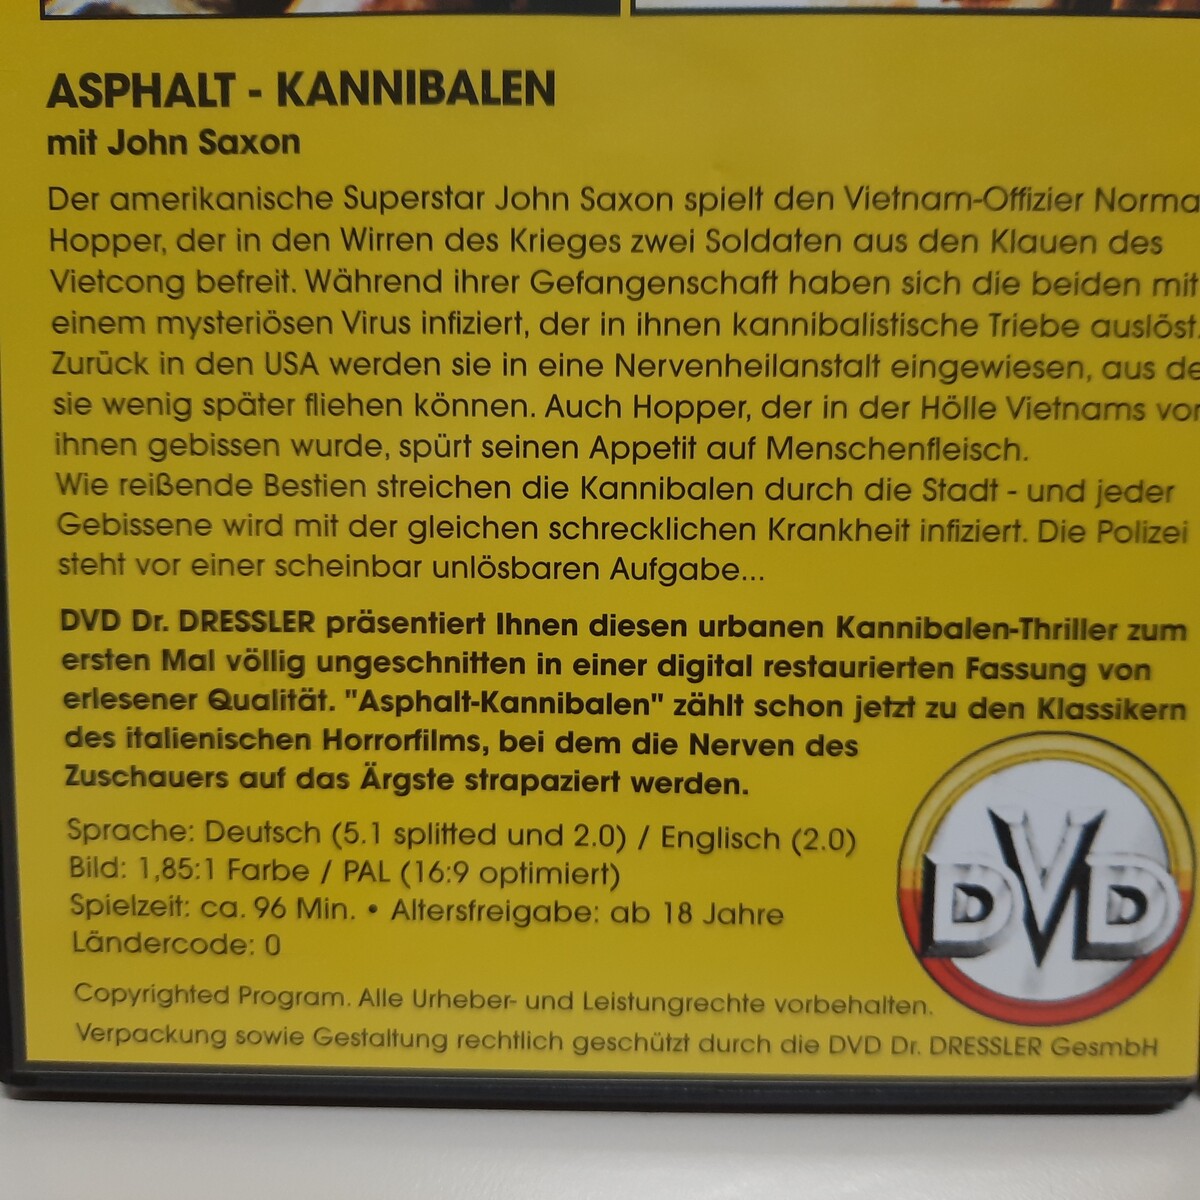 ASPHALT - KANNIBALEN
mit John Saxon
Der amerikanische Superstar John Saxon spielt den Vietnam-Offizier Norma
Hopper, der in den Wirren des Krieges zwei Soldaten aus den Klauen des
Vietcong befreit. Während ihrer Gefangenschaft haben sich die beiden mit
einem mysteriösen Virus infiziert, der in ihnen kannibalistische Triebe auslöst.
Zurück in den USA werden sie in eine Nervenheilanstalt eingewiesen, aus de
sie wenig später fliehen können. Auch Hopper, der in der Hölle Vietnams von
ihnen gebissen wurde, spürt seinen Appetit auf Menschenfleisch.
Wie reißende Bestien streichen die Kannibalen durch die Stadt - und jeder
Gebissene wird mit der gleichen schrecklichen Krankheit infiziert. Die Polizei
steht vor einer scheinbar unlösbaren Aufgabe...
DVD Dr. DRESSLER präsentiert Ihnen diesen urbanen Kannibalen-Thriller zum
ersten Mal völlig ungeschnitten in einer digital restaurierten Fassung von
erlesener Qualität. "Asphalt-Kannibalen" zählt schon jetzt zu den Klassikern
des italienischen Horrorfilms, bei dem die Nerven des
Zuschauers auf das Ärgste strapaziert werden.
Sprache: Deutsch (5.1 splitted und 2.0) / Englisch (2.0)
Bild: 1,85:1 Farbe / PAL (16:9 optimiert)
Spielzeit: ca. 96 Min. • Altersfreigabe: ab 18 Jahre
Ländercode: 0
DVD
Copyrighted Program. Alle Urheber- und Leistungrechte vorbehalten.
Verpackung sowie Gestaltung rechtlich geschützt durch die DVD Dr. DRESSLER GesmbH